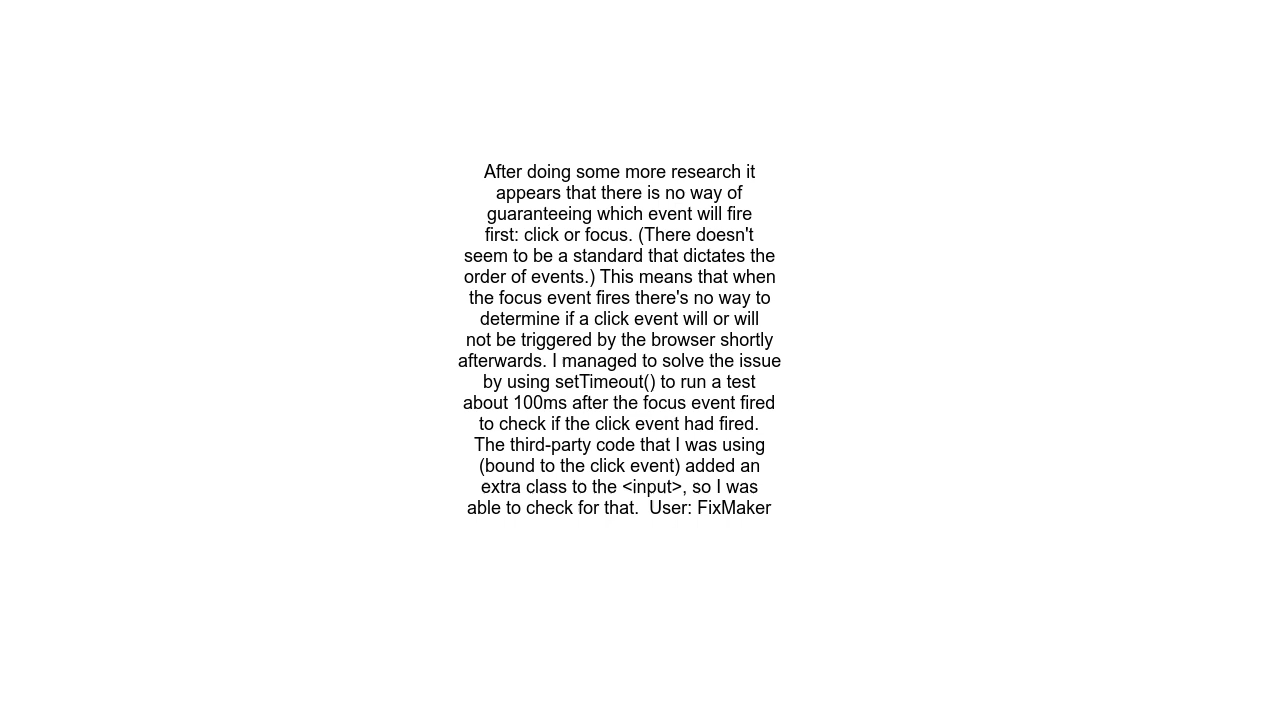 After doing some more research it
appears that there is no way of
guaranteeing which event will fire
first: click or focus. (There doesn't
seem to be a standard that dictates the
order of events.) This means that when
the focus event fires there's no way to
determine if a click event will or will
not be triggered by the browser shortly
afterwards. I managed to solve the issue
by using setTimeout() to run a test
about 100ms after the focus event fired
to check if the click event had fired.
The third-party code that I was using
(bound to the click event) added an
extra class to the <input>, so I was
able to check for that.  User: FixMaker